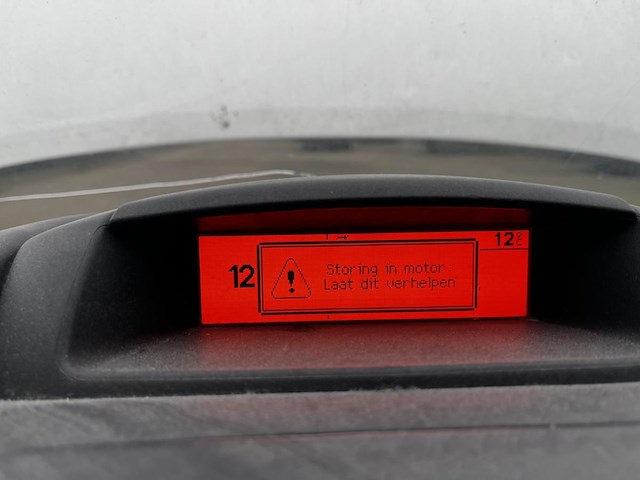 12°C
12
Storing in motor
Laat dit verhelpen